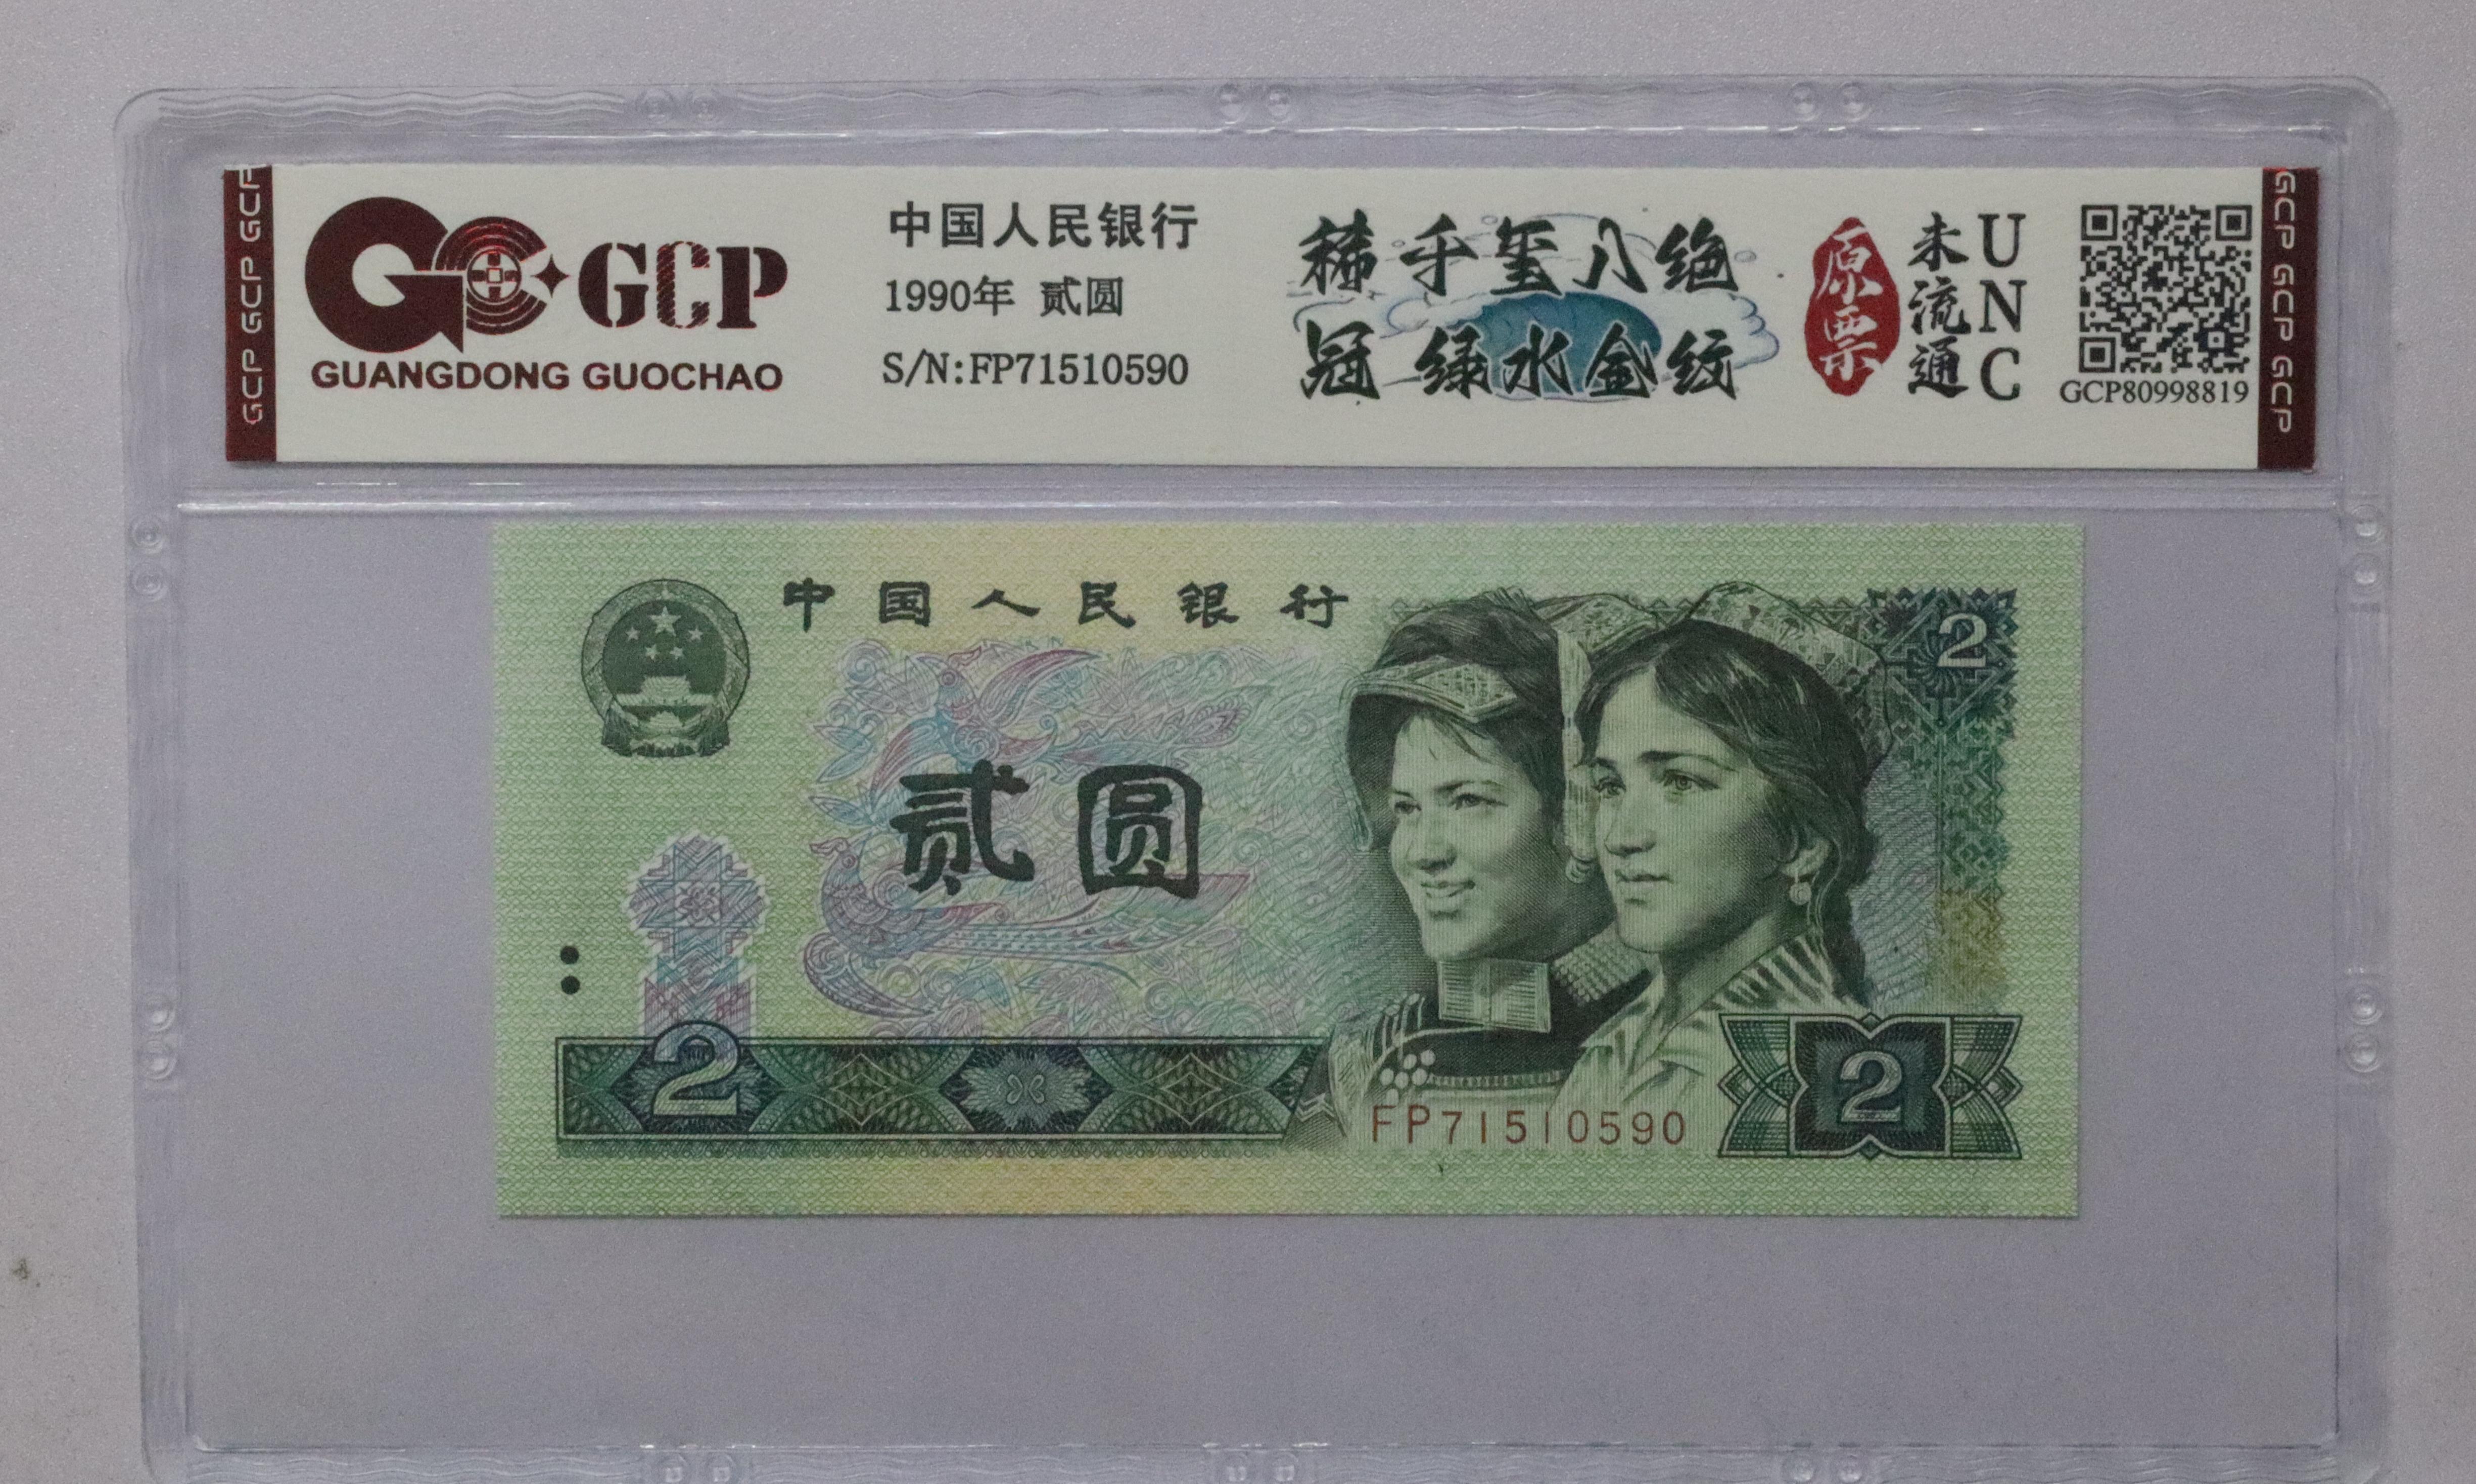 GCP GCP GCP
GCP
GUANGDONG GUOCHAO
中国人民银行
1990年 贰圆
S/N:FP71510590
稀千玺八绝
冠 绿水金纹
原票
未流通
UNC
GCP80998819
GCP GCP GCP
中国人民银行
2
贰圆
2
FP71510590
2